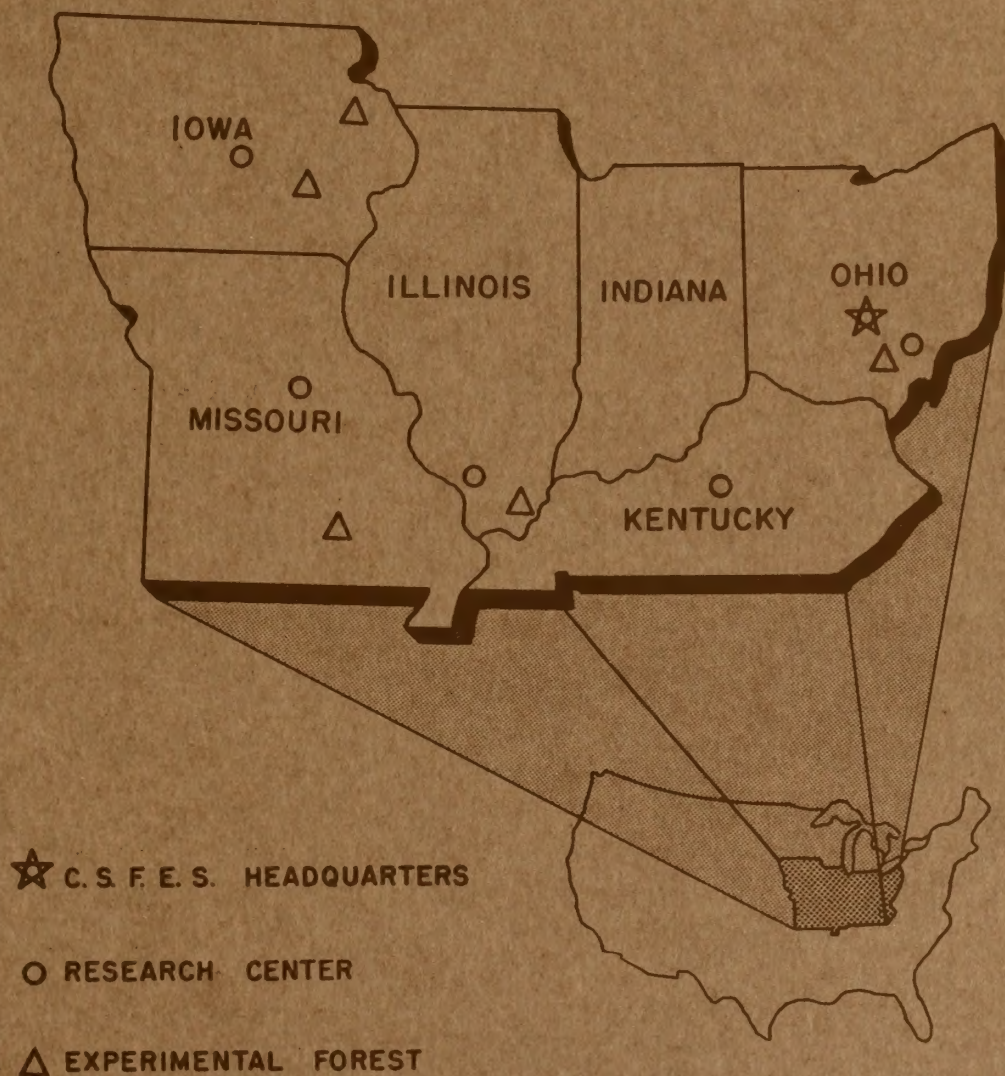 IOWA
ILLINOIS
INDIANA
OHIO
MISSOURI
KENTUCKY
C. S. F. E. S. HEADQUARTERS
RESEARCH CENTER
EXPERIMENTAL FOREST